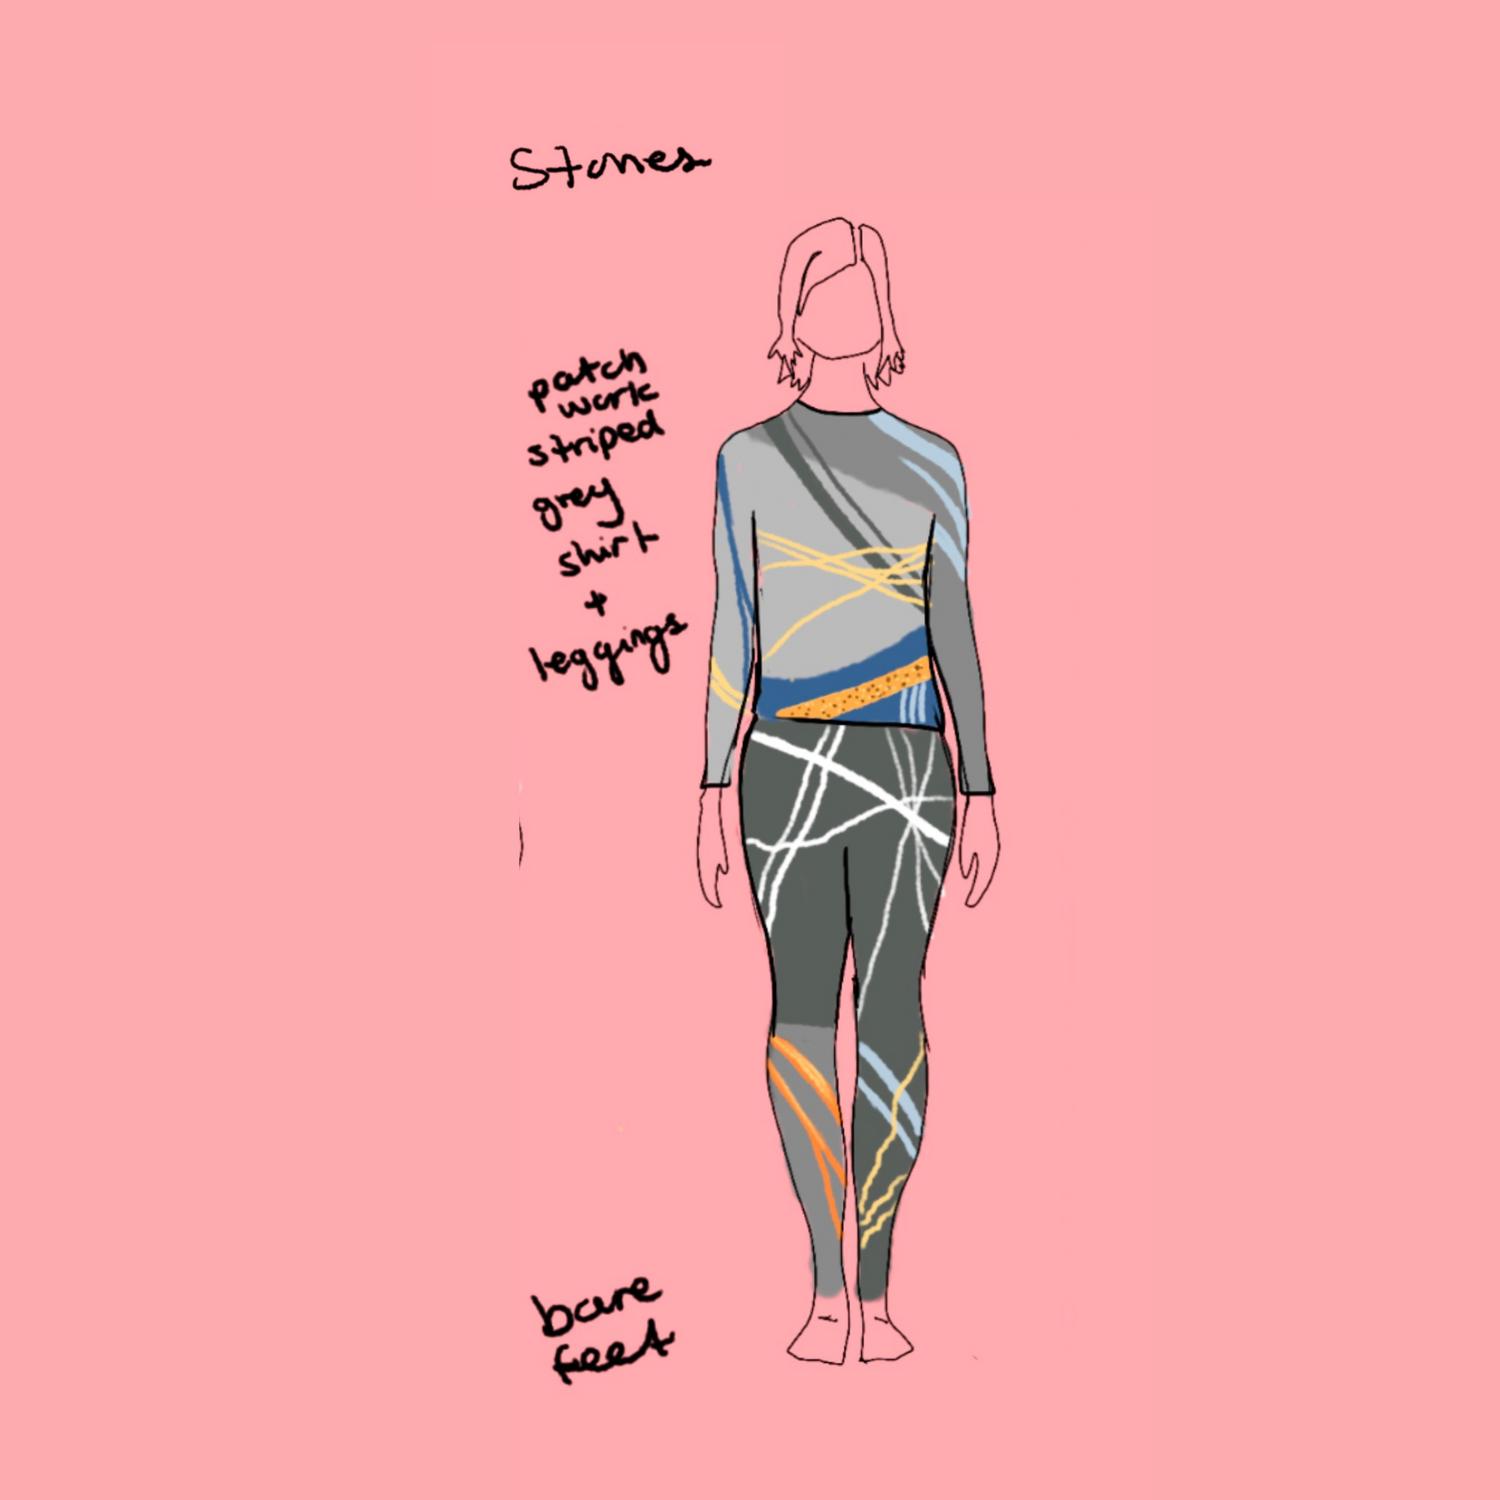 Stones
patch
work
striped
grey
shirt
+
leggings
bare
feet